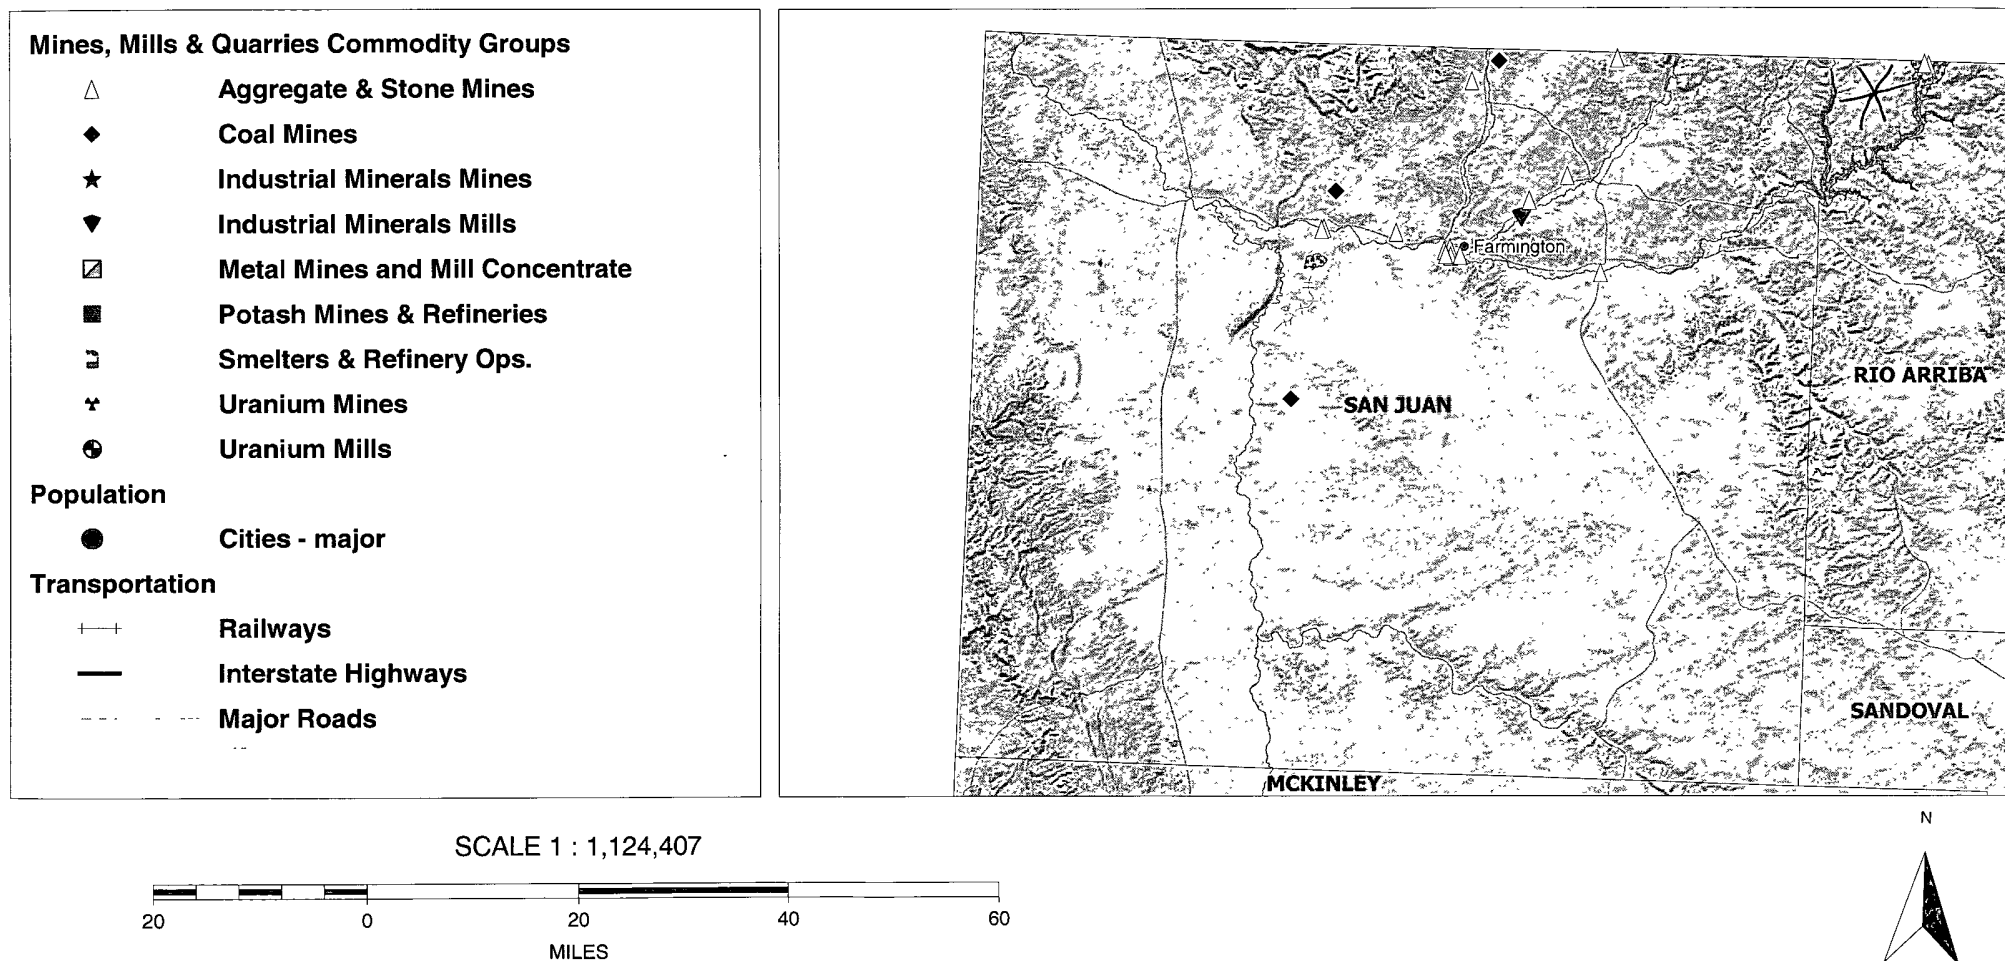 Mines, Mills & Quarries Commodity Groups
Aggregate & Stone Mines
Coal Mines
Industrial Minerals Mines
Industrial Minerals Mills
Metal Mines and Mill Concentrate
Potash Mines & Refineries
Smelters & Refinery Ops.
Uranium Mines
Uranium Mills
Population
Cities - major
Transportation
Railways
Interstate Highways
Major Roads
Farmington
RIO ARRIBA
SAN JUAN
SANDOVAL
MCKINLEY
SCALE 1 : 1,124,407
20 0 20 40 60
MILES
N